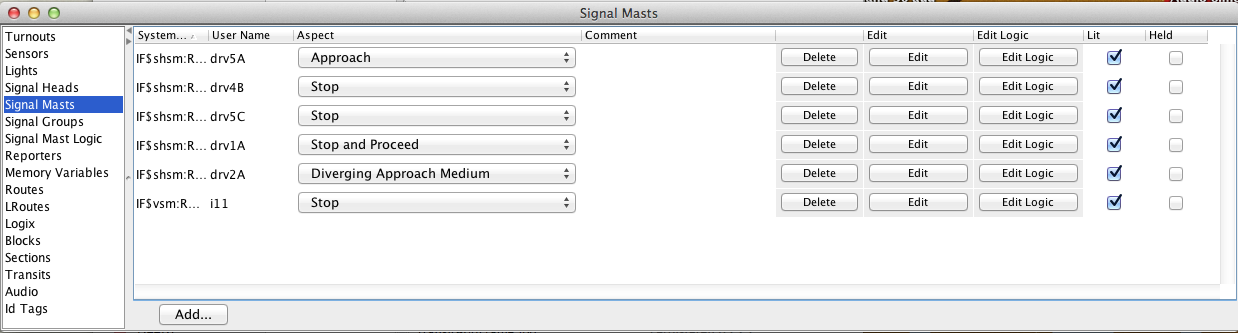 Signal Masts
Turnouts
Sensors
Lights
Signal Heads
Signal Masts
Signal Groups
Signal Mast Logic
Reporters
Memory Variables
Routes
LRoutes
Logix
Blocks
Sections
Transits
Audio
Id Tags
System... User Name Aspect Comment Edit Edit Logic Lit Held
IF$shsm:R... drv5A Approach Delete Edit Edit Logic
IF$shsm:R... drv4B Stop Delete Edit Edit Logic
IF$shsm:R... drv5C Stop Delete Edit Edit Logic
IF$shsm:R... drv1A Stop and Proceed Delete Edit Edit Logic
IF$shsm:R... drv2A Diverging Approach Medium Delete Edit Edit Logic
IF$vsm:R... i11 Stop Delete Edit Edit Logic
Add...